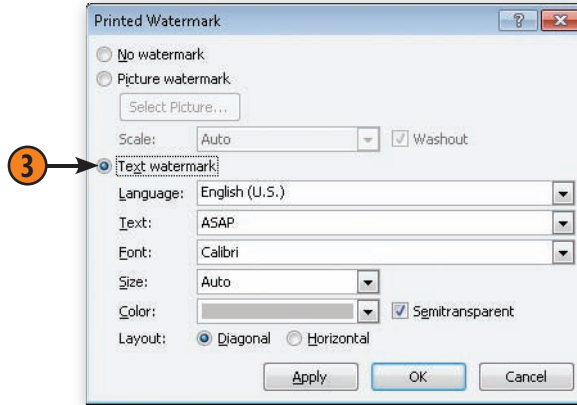 Printed Watermark
No watermark
Picture watermark
Select Picture...
Scale: Auto Washout
3 Text watermark
Language: English (U.S.)
Text: ASAP
Font: Calibri
Size: Auto
Color: Semitransparent
Layout: Diagonal Horizontal
Apply OK Cancel